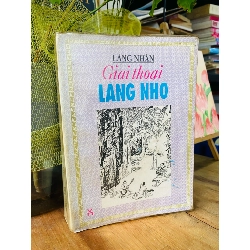 LÃNG NHÂN
Giai thoại
LÀNG NHO